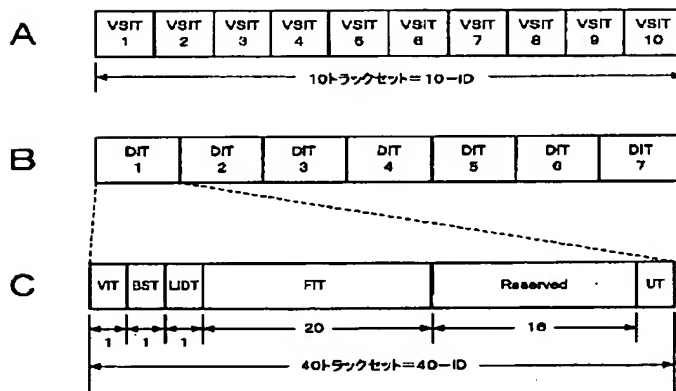 A
VSIT 1 VSIT 2 VSIT 3 VSIT 4 VSIT 5 VSIT 6 VSIT 7 VSIT 8 VSIT 9 VSIT 10
10トラックセット=10-ID
B
DIT 1 DIT 2 DIT 3 DIT 4 DIT 5 DIT 6 DIT 7
C
VIT BST LIDT FIT Reserved UT
1 1 1 20 16
40トラックセット=40-ID